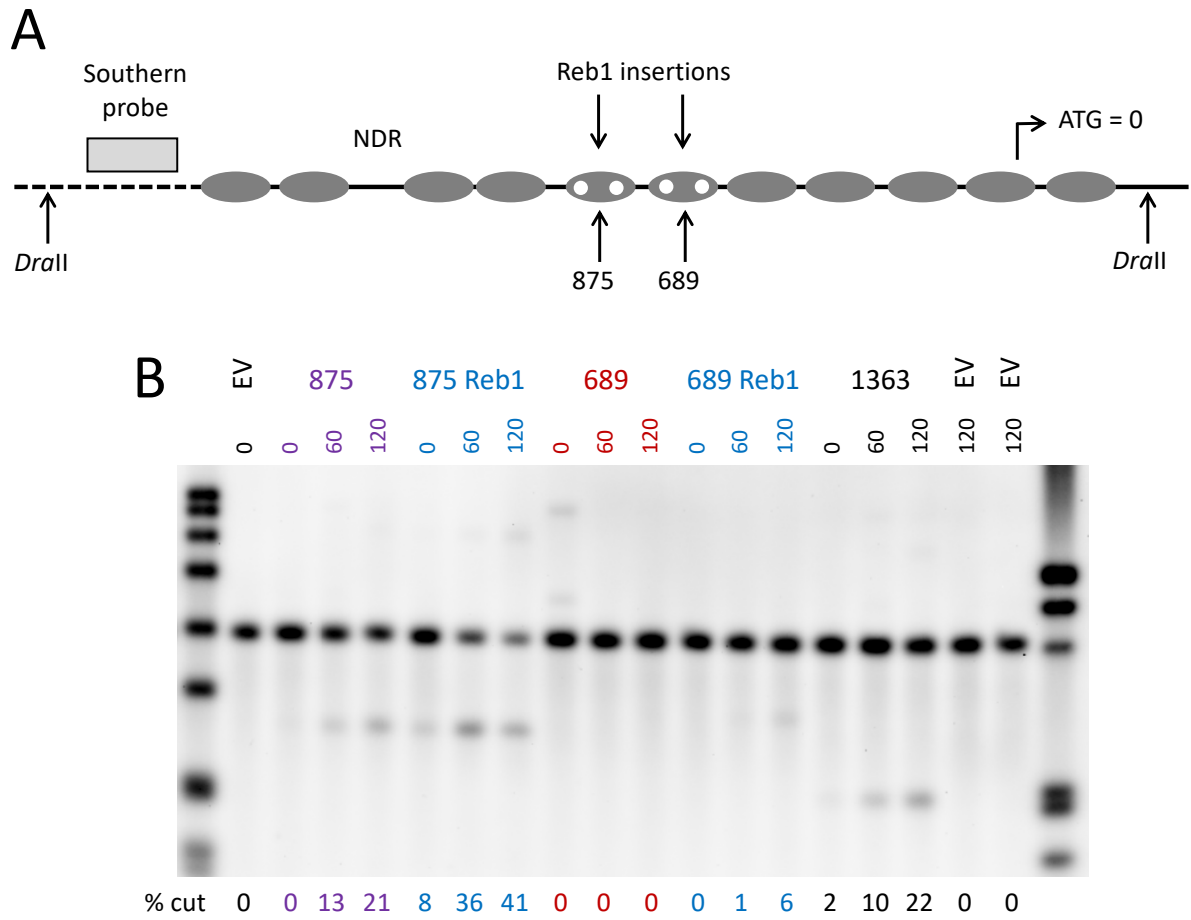 A
Southern
probe
Reb1 insertions
NDR
ATG = 0
DraII
875
689
DraII
B
EV 875 875 Reb1 689 689 Reb1 1363 EV EV
0 0 60 120 0 60 120 0 60 120 0 60 120 0 60 120 120 120
% cut 0 0 13 21 8 36 41 0 0 0 0 1 6 2 10 22 0 0